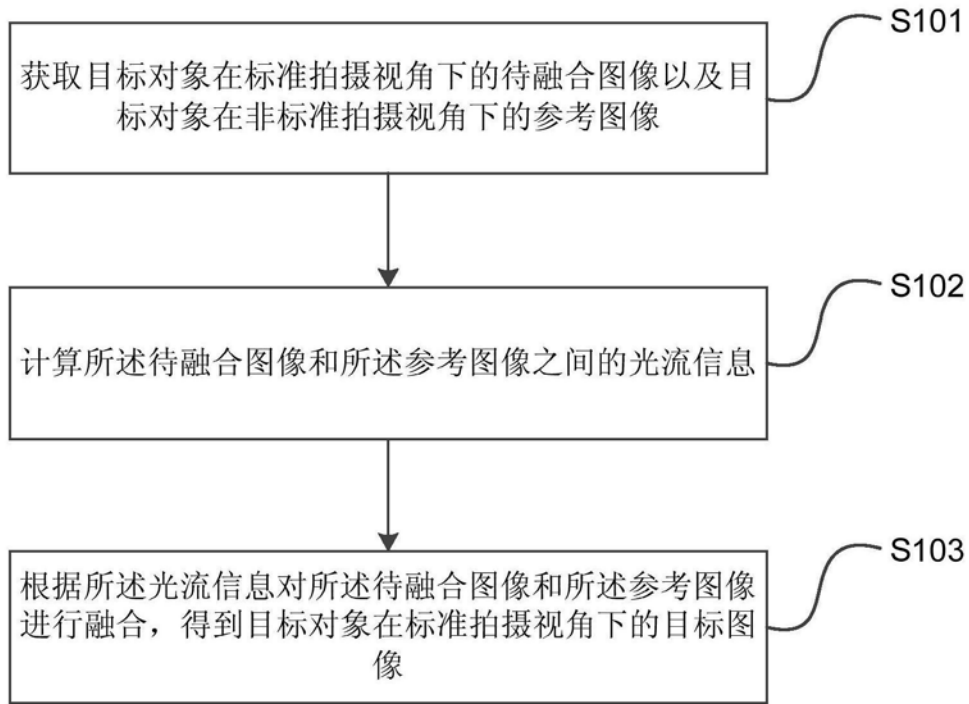 S101
获取目标对象在标准拍摄视角下的待融合图像以及目
标对象在非标准拍摄视角下的参考图像
S102
计算所述待融合图像和所述参考图像之间的光流信息
S103
根据所述光流信息对所述待融合图像和所述参考图像
进行融合，得到目标对象在标准拍摄视角下的目标图
像